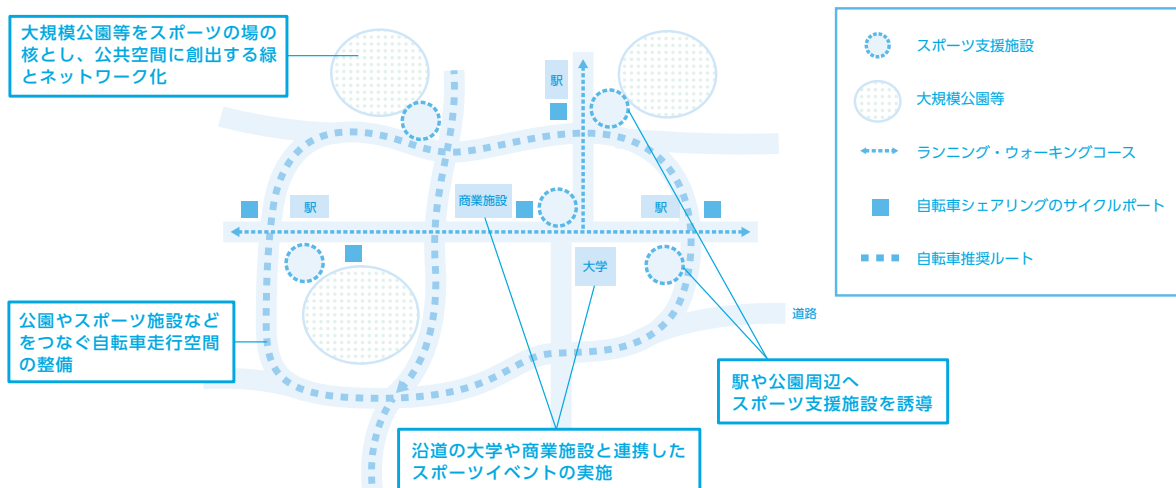 大規模公園等をスポーツの場の
核とし、公共空間に創出する緑
とネットワーク化
駅
商業施設
駅
駅
大学
道路
公園やスポーツ施設など
をつなぐ自転車走行空間
の整備
駅や公園周辺へ
スポーツ支援施設を誘導
沿道の大学や商業施設と連携した
スポーツイベントの実施
スポーツ支援施設
大規模公園等
ランニング・ウォーキングコース
自転車シェアリングのサイクルポート
自転車推奨ルート